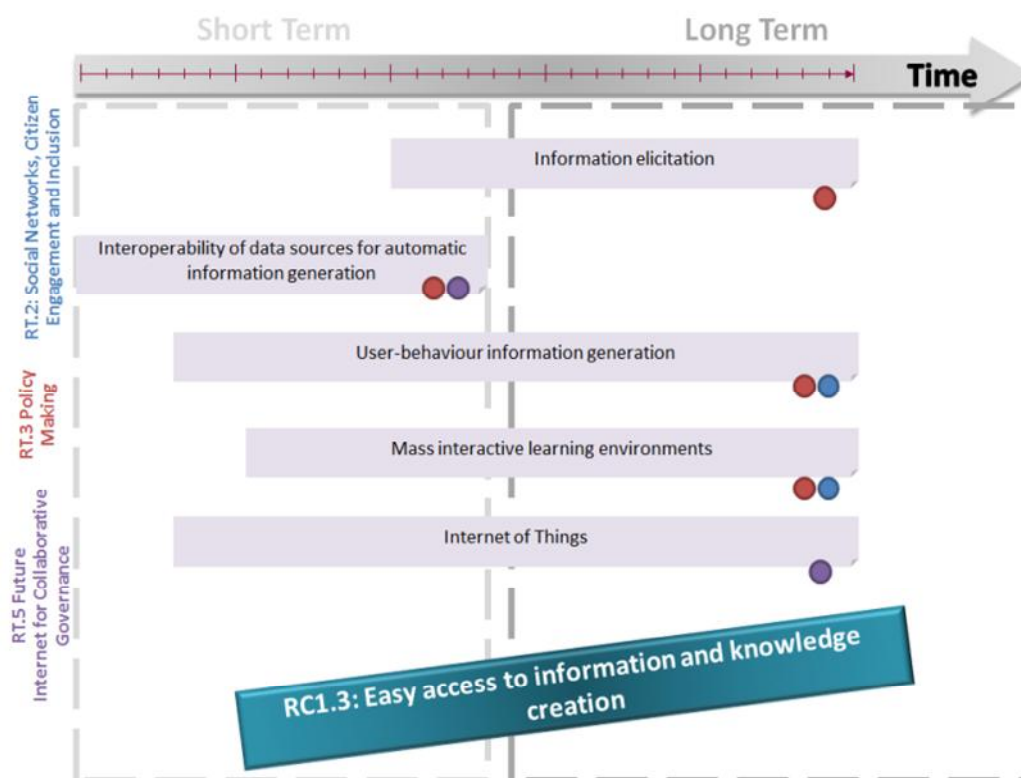 Short Term
Long Term
Time
RT.2: Social Networks, Citizen
Engagement and Inclusion
RT.3 Policy
Making
RT.5 Future
Internet for Collaborative
Governance
Information elicitation
Interoperability of data sources for automatic
information generation
User-behaviour information generation
Mass interactive learning environments
Internet of Things
RC1.3: Easy access to information and knowledge
creation